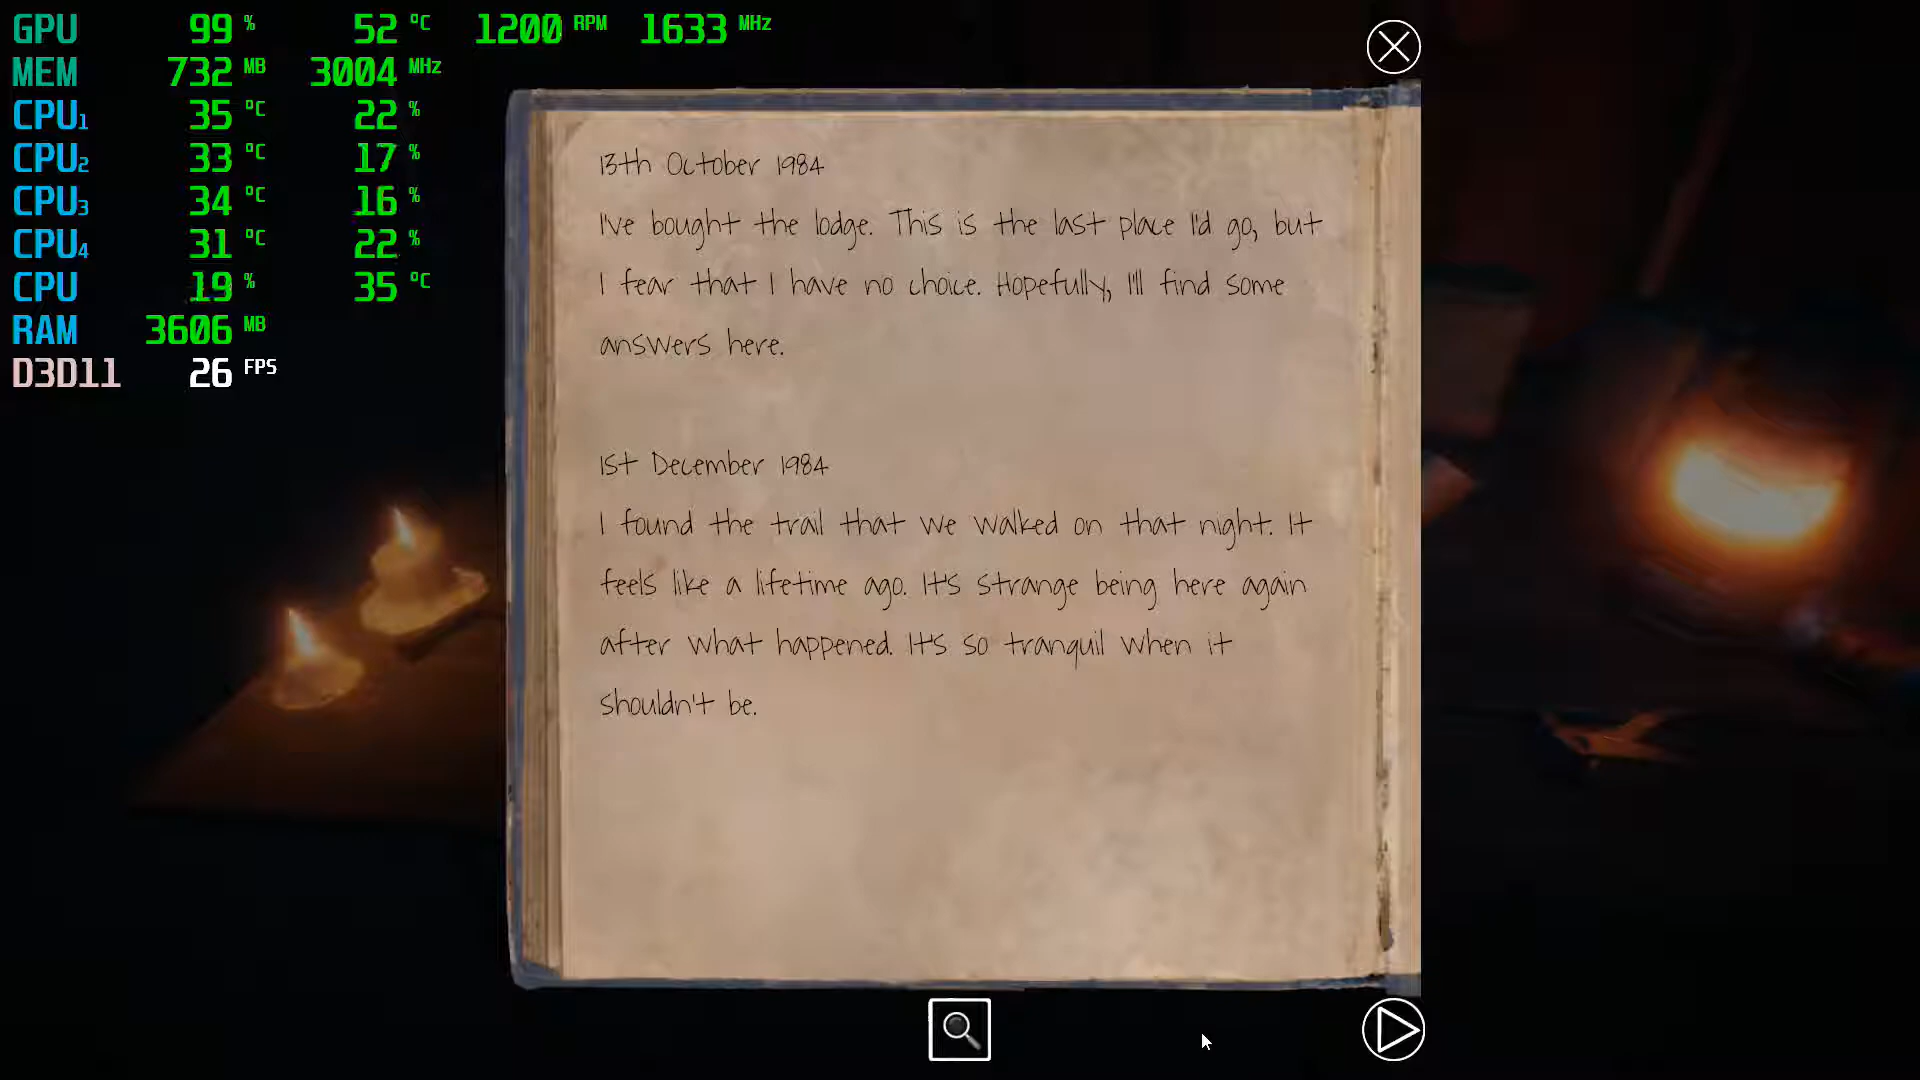 GPU 99 % 52 °C 1200 RPM 1633 MHz
MEM 732 MB 3004 MHz
CPU1 35 °C 22 %
CPU2 33 °C 17 %
CPU3 34 °C 16 %
CPU4 31 °C 22 %
CPU 19 % 35 °C
RAM 3606 MB
D3D11 26 FPS
13th October 1984
I've bought the lodge. This is the last place I'd go, but
I fear that I have no choice. Hopefully, I'll find some
answers here.
1st December 1984
I found the trail that we walked on that night. It
feels like a lifetime ago. It's strange being here again
after what happened. It's so tranquil when it
shouldn't be.